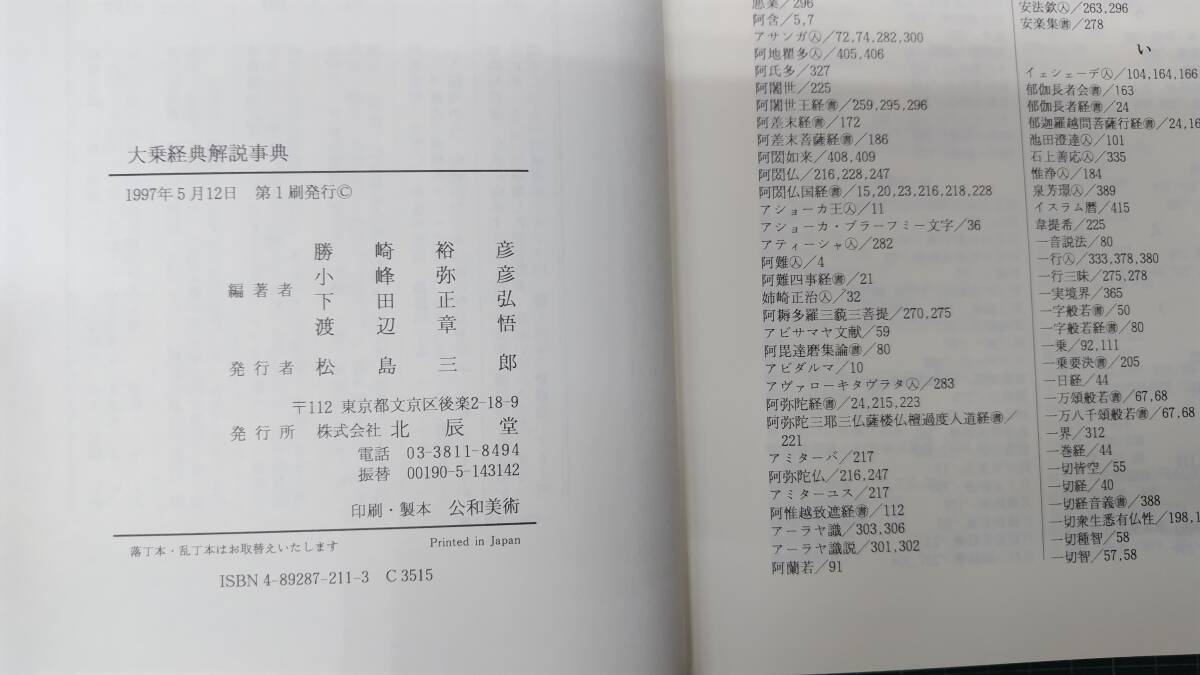 大乗経典解説事典
1997年5月12日 第1刷発行©
編著者
勝崎裕彦
小峰弥彦
下田正弘
渡辺章悟
発行者 松島三郎
〒112 東京都文京区後楽2-18-9
発行所 株式会社 北辰堂
電話 03-3811-8494
振替 00190-5-143142
印刷・製本 公和美術
落丁本・乱丁本はお取替えいたします Printed in Japan
ISBN 4-89287-211-3 C 3515
悪業/296
阿含/5,7
アサンガ㊅/72,74,282,300
阿地瞿多㊅/405,406
阿氏多/327
阿闍世/225
阿闍世王経㊂/259,295,296
阿差末経㊂/172
阿差末菩薩経㊂/186
阿閦如来/408,409
阿閦仏/216,228,247
阿閦仏国経㊂/15,20,23,216,218,228
アショーカ王㊅/11
アショーカ・ブラーフミー文字/36
アティーシャ㊅/282
阿難㊅/4
阿難四事経㊂/21
姉崎正治㊅/32
阿耨多羅三藐三菩提/270,275
アビサマヤ文献/59
阿毘達磨集論㊂/80
アビダルマ/10
アヴァローキタヴラタ㊅/283
阿弥陀経㊂/24,215,223
阿弥陀三耶三仏薩楼仏檀過度人道経㊂/
221
アミターバ/217
阿弥陀仏/216,247
アミターユス/217
阿惟越致遮経㊂/112
アーラヤ識/303,306
アーラヤ識説/301,302
阿蘭若/91
安法欽㊅/263,296
安楽集㊂/278
い
イェシェーデ㊅/104,164,166
郁伽長者会㊂/163
郁伽長者経㊂/24
郁迦羅越問菩薩行経㊂/24,16
池田澄達㊅/101
石上善応㊅/335
惟浄㊅/184
泉芳璟㊅/389
イスラム暦/415
韋提希/225
一音説法/80
一行㊅/333,378,380
一行三昧/275,278
一実境界/365
一字般若㊂/50
一字般若経㊂/80
一乗/92,111
一乗要決㊂/205
一日経/44
一万頌般若㊂/67,68
一万八千頌般若㊂/67,68
一界/312
一巻経/44
一切皆空/55
一切経/40
一切経音義㊂/388
一切衆生悉有仏性/198,1
一切種智/58
一切智/57,58